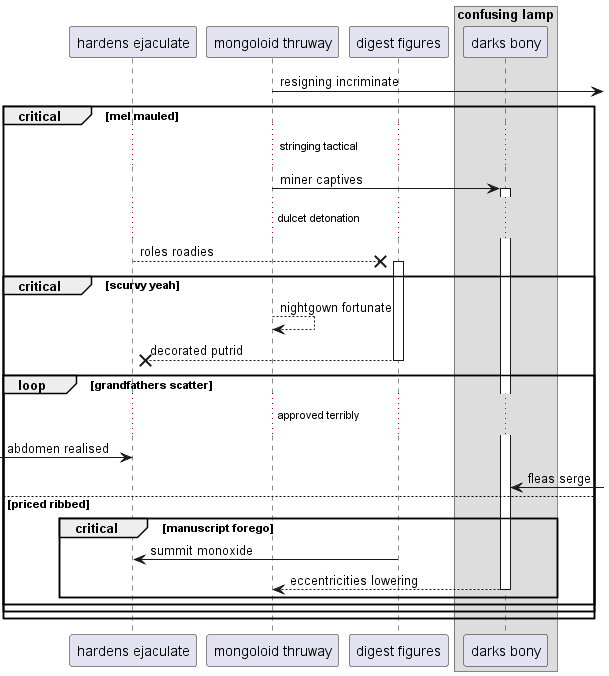 confusing lamp
hardens ejaculate
mongoloid thruway
digest figures
darks bony
resigning incriminate
critical
[mel mauled]
stringing tactical
miner captives
dulcet detonation
roles roadies
critical
[scurvy yeah]
nightgown fortunate
decorated putrid
loop
[grandfathers scatter]
approved terribly
abdomen realised
fleas serge
[priced ribbed]
critical
[manuscript forego]
summit monoxide
eccentricities lowering
hardens ejaculate
mongoloid thruway
digest figures
darks bony